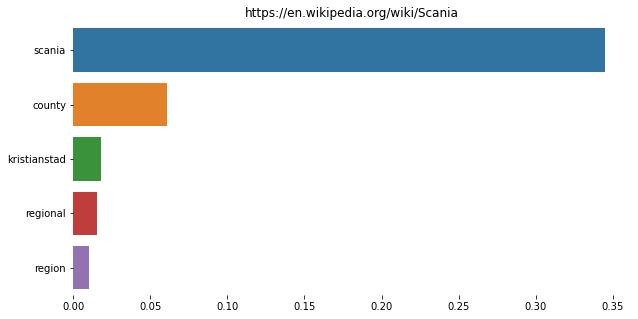 https://en.wikipedia.org/wiki/Scania
scania
county
kristianstad
regional
region
0.00 0.05 0.10 0.15 0.20 0.25 0.30 0.35